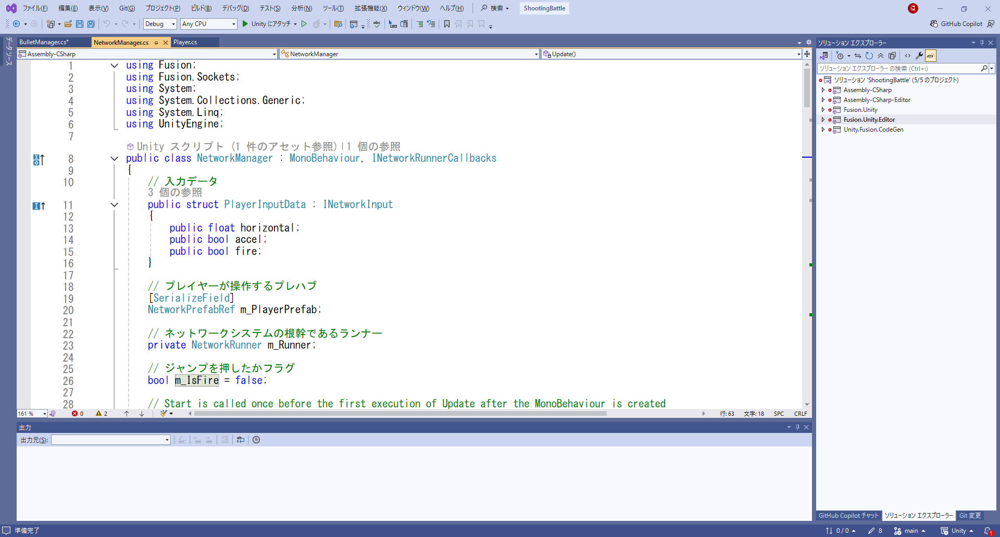 ファイル(F) 編集(E) 表示(V) Git(G) プロジェクト(P) ビルド(B) デバッグ(D) テスト(S) 分析(N) ツール(T) 拡張機能(X) ウィンドウ(W) ヘルプ(H) 検索 ShootingBattle
Debug Any CPU Unity にアタッチ GitHub Copilot
データソース
BulletManager.cs* NetworkManager.cs Player.cs
Assembly-CSharp NetworkManager Update()
1 using Fusion;
2 using Fusion.Sockets;
3 using System;
4 using System.Collections.Generic;
5 using System.Linq;
6 using UnityEngine;
7
Unity スクリプト (1 件のアセット参照)|1 個の参照
8 public class NetworkManager : MonoBehaviour, INetworkRunnerCallbacks
9 {
10 // 入力データ
3 個の参照
11 public struct PlayerInputData : INetworkInput
12 {
13 public float horizontal;
14 public bool accel;
15 public bool fire;
16 }
17
18 // プレイヤーが操作するプレハブ
19 [SerializeField]
20 NetworkPrefabRef m_PlayerPrefab;
21
22 // ネットワークシステムの根幹であるランナー
23 private NetworkRunner m_Runner;
24
25 // ジャンプを押したかフラグ
26 bool m_IsFire = false;
27
28 // Start is called once before the first execution of Update after the MonoBehaviour is created
161 % 0 2 行: 63 文字: 18 SPC CRLF
出力
出力元(S):
ソリューション エクスプローラー
ソリューション エクスプローラー の検索 (Ctrl+:)
ソリューション 'ShootingBattle' (5/5 のプロジェクト)
Assembly-CSharp
Assembly-CSharp-Editor
Fusion.Unity
Fusion.Unity.Editor
Unity.Fusion.CodeGen
GitHub Copilot チャット ソリューション エクスプローラー Git 変更
準備完了 0 / 0 8 main Unity 1